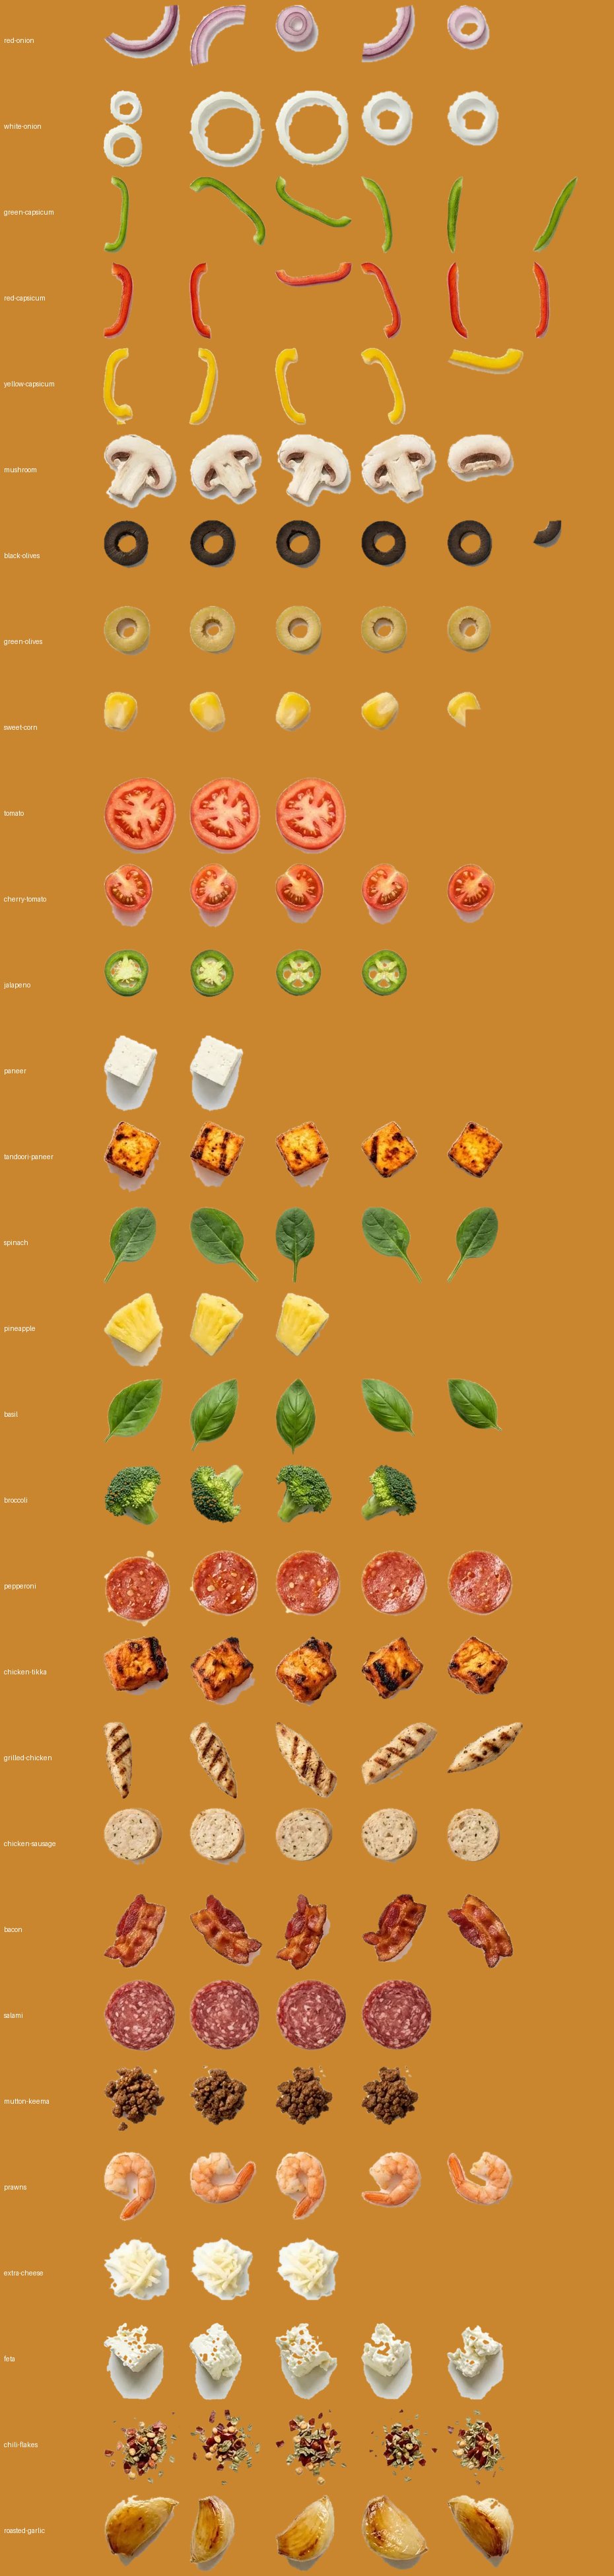 red-onion
white-onion
green-capsicum
red-capsicum
yellow-capsicum
mushroom
black-olives
green-olives
sweet-corn
tomato
cherry-tomato
jalapeno
paneer
tandoori-paneer
spinach
pineapple
basil
broccoli
pepperoni
chicken-tikka
grilled-chicken
chicken-sausage
bacon
salami
mutton-keema
prawns
extra-cheese
feta
chili-flakes
roasted-garlic